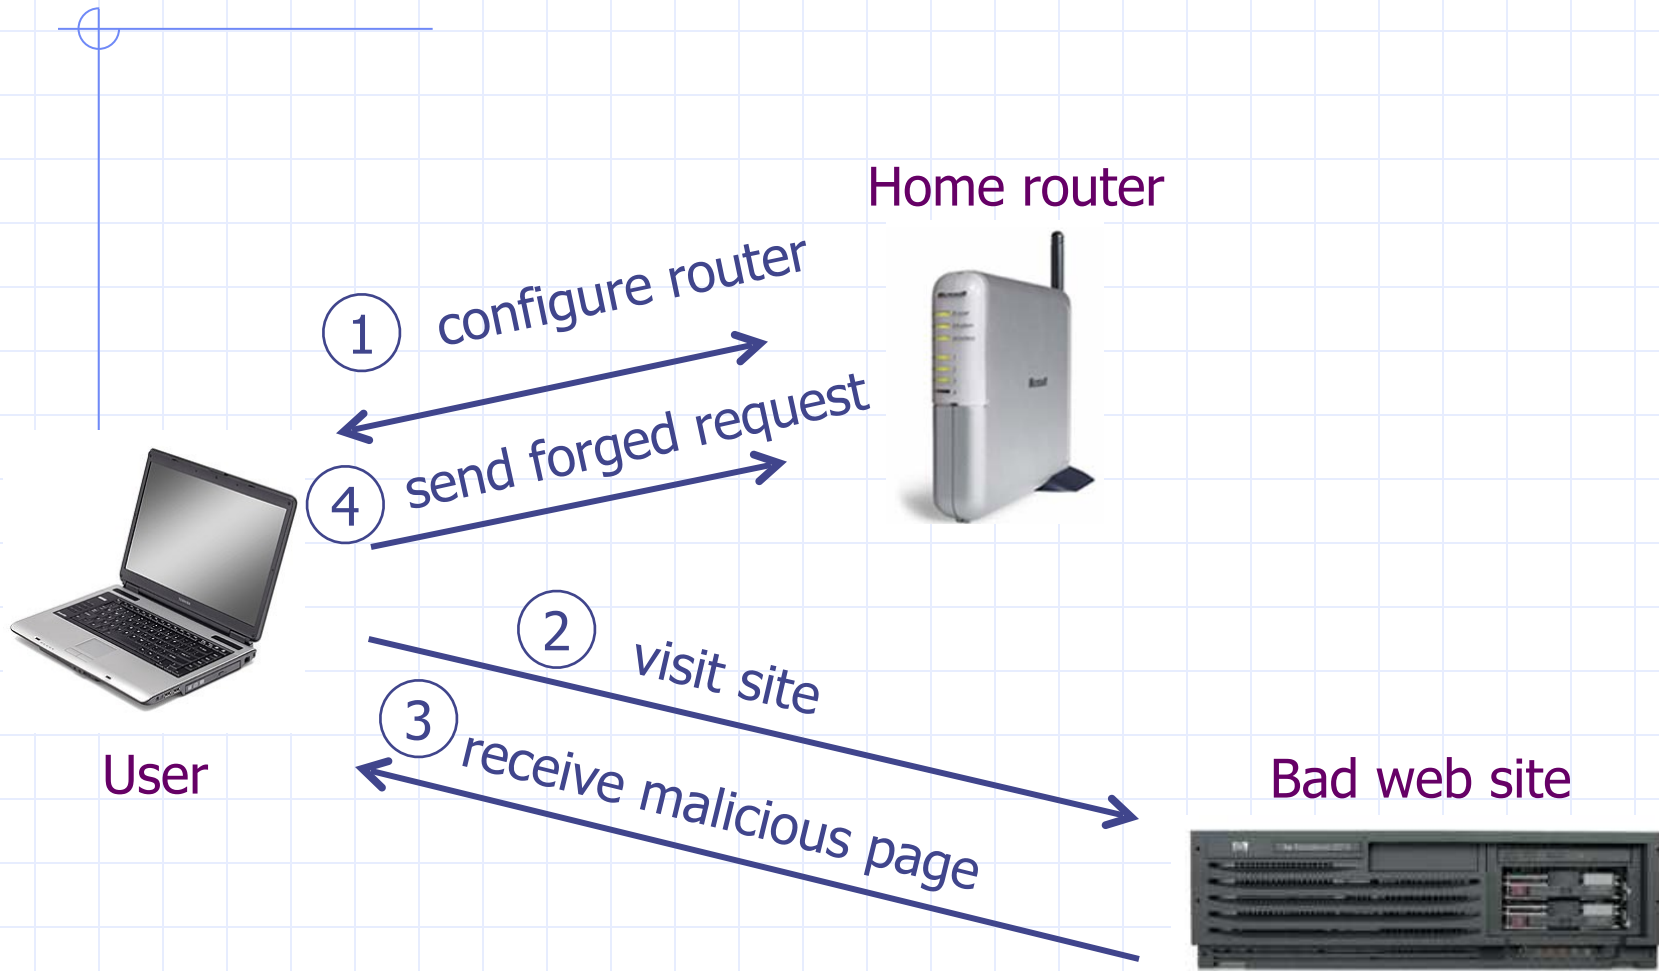 Home router
1 configure router
4 send forged request
2 visit site
3 receive malicious page
User
Bad web site
Microsoft